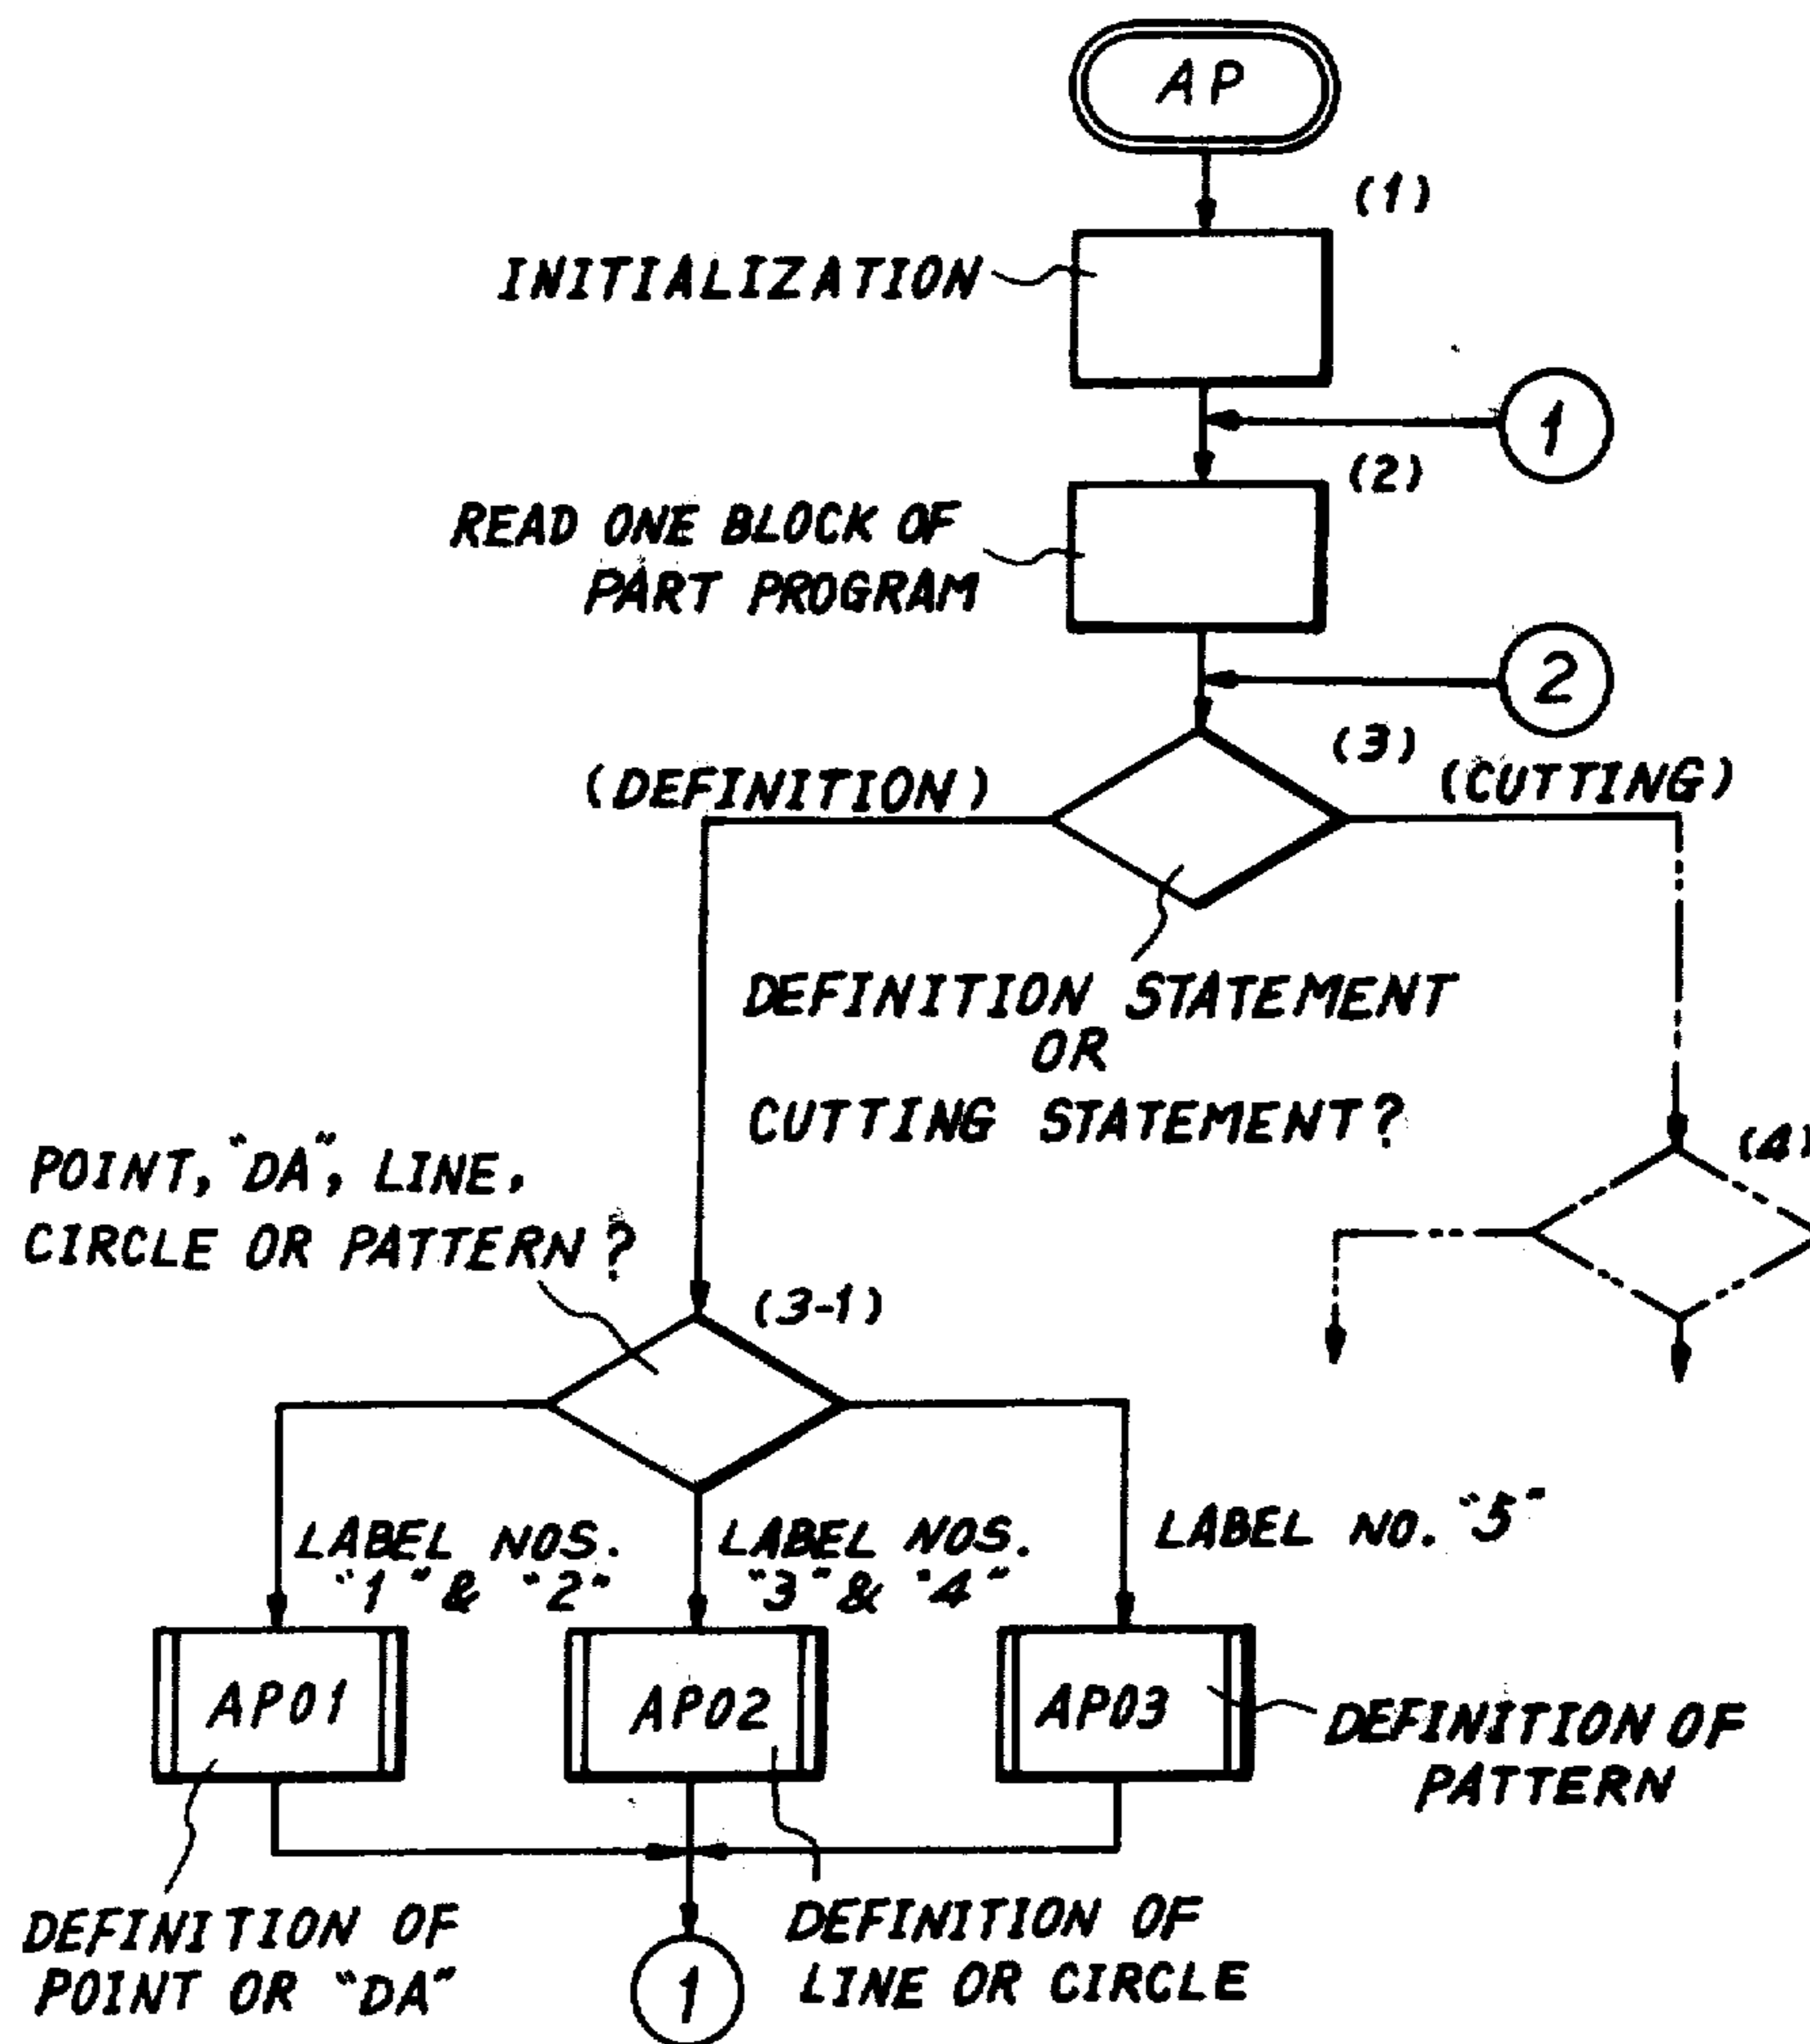 AP
(1)
INITIALIZATION
1
(2)
READ ONE BLOCK OF
PART PROGRAM
2
(3)
(DEFINITION)
(CUTTING)
DEFINITION STATEMENT
OR
CUTTING STATEMENT?
(4)
POINT, "DA", LINE,
CIRCLE OR PATTERN?
(3-1)
LABEL NOS.
"1" & "2"
LABEL NOS.
"3" & "4"
LABEL NO. "5"
AP01
AP02
AP03
DEFINITION OF
PATTERN
DEFINITION OF
POINT OR "DA"
DEFINITION OF
LINE OR CIRCLE
1